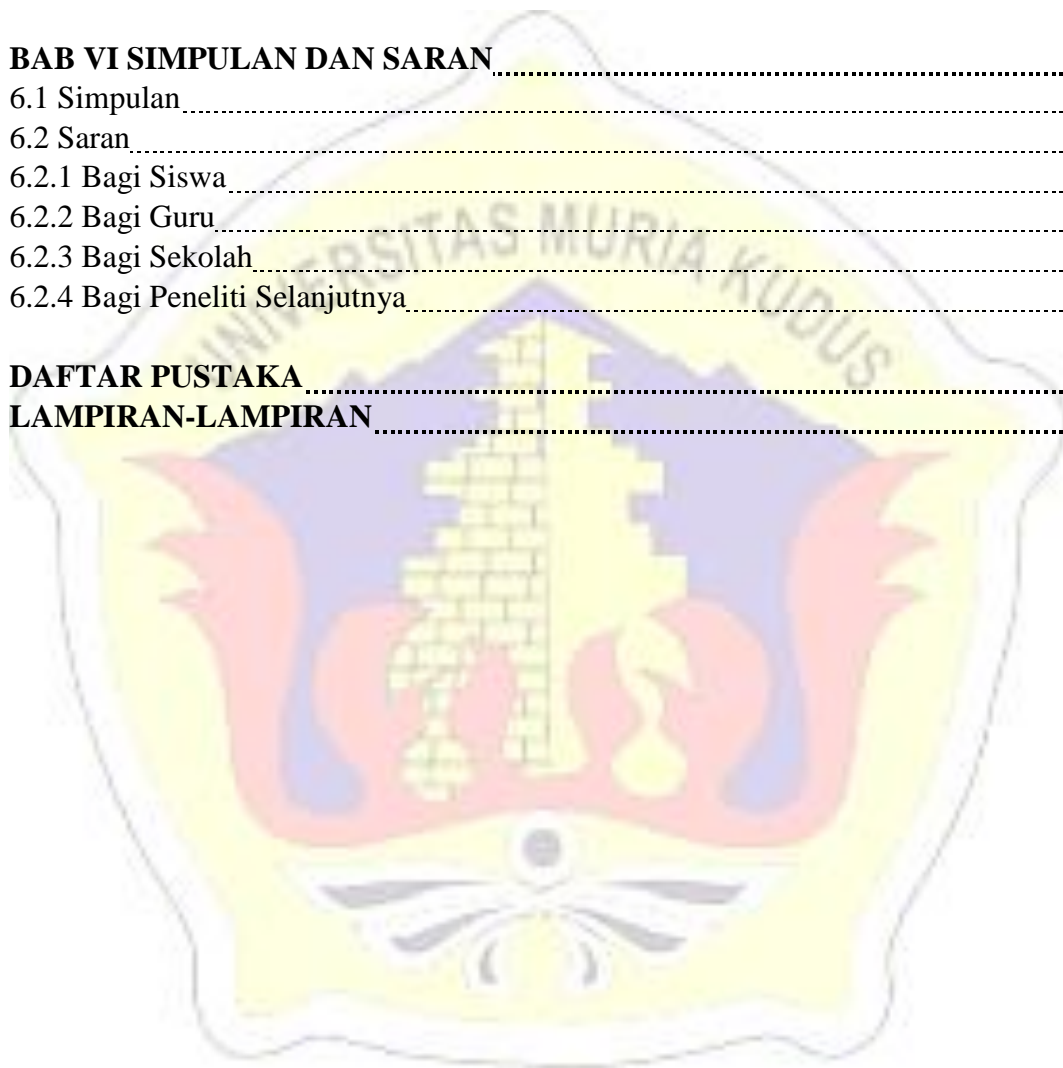 BAB VI SIMPULAN DAN SARAN
6.1 Simpulan
6.2 Saran
6.2.1 Bagi Siswa
6.2.2 Bagi Guru
6.2.3 Bagi Sekolah
6.2.4 Bagi Peneliti Selanjutnya
UNIVERSITAS MURIA KUDUS
DAFTAR PUSTAKA
LAMPIRAN-LAMPIRAN